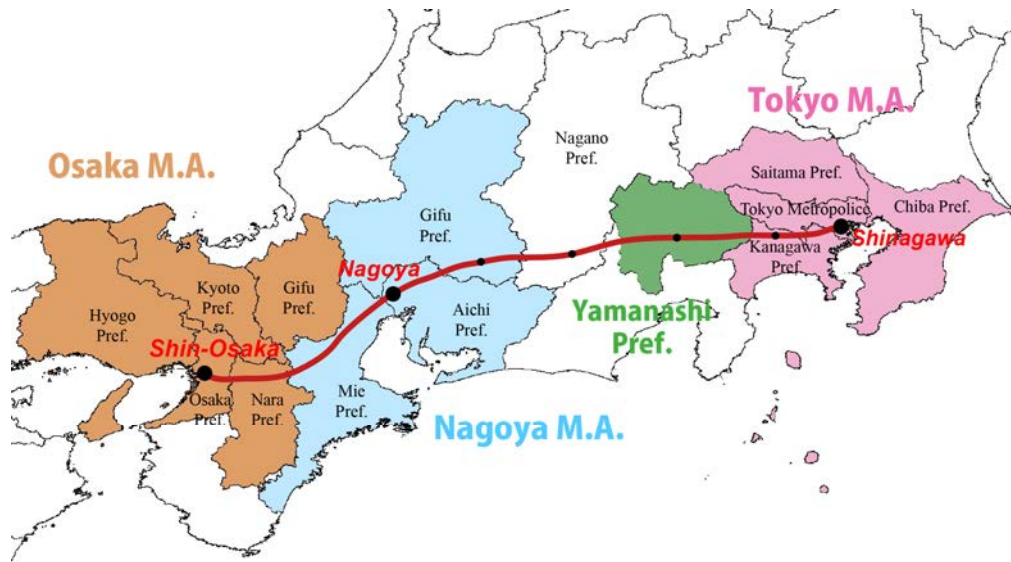 Tokyo M.A.
Nagano
Pref.
Osaka M.A.
Saitama Pref.
Tokyo Metropolice
Chiba Pref.
Gifu
Pref.
Shinagawa
Kanagawa
Pref.
Nagoya
Kyoto
Pref.
Gifu
Pref.
Hyogo
Pref.
Aichi
Pref.
Yamanashi
Pref.
Shin-Osaka
Osaka
Pref.
Nara
Pref.
Mie
Pref.
Nagoya M.A.